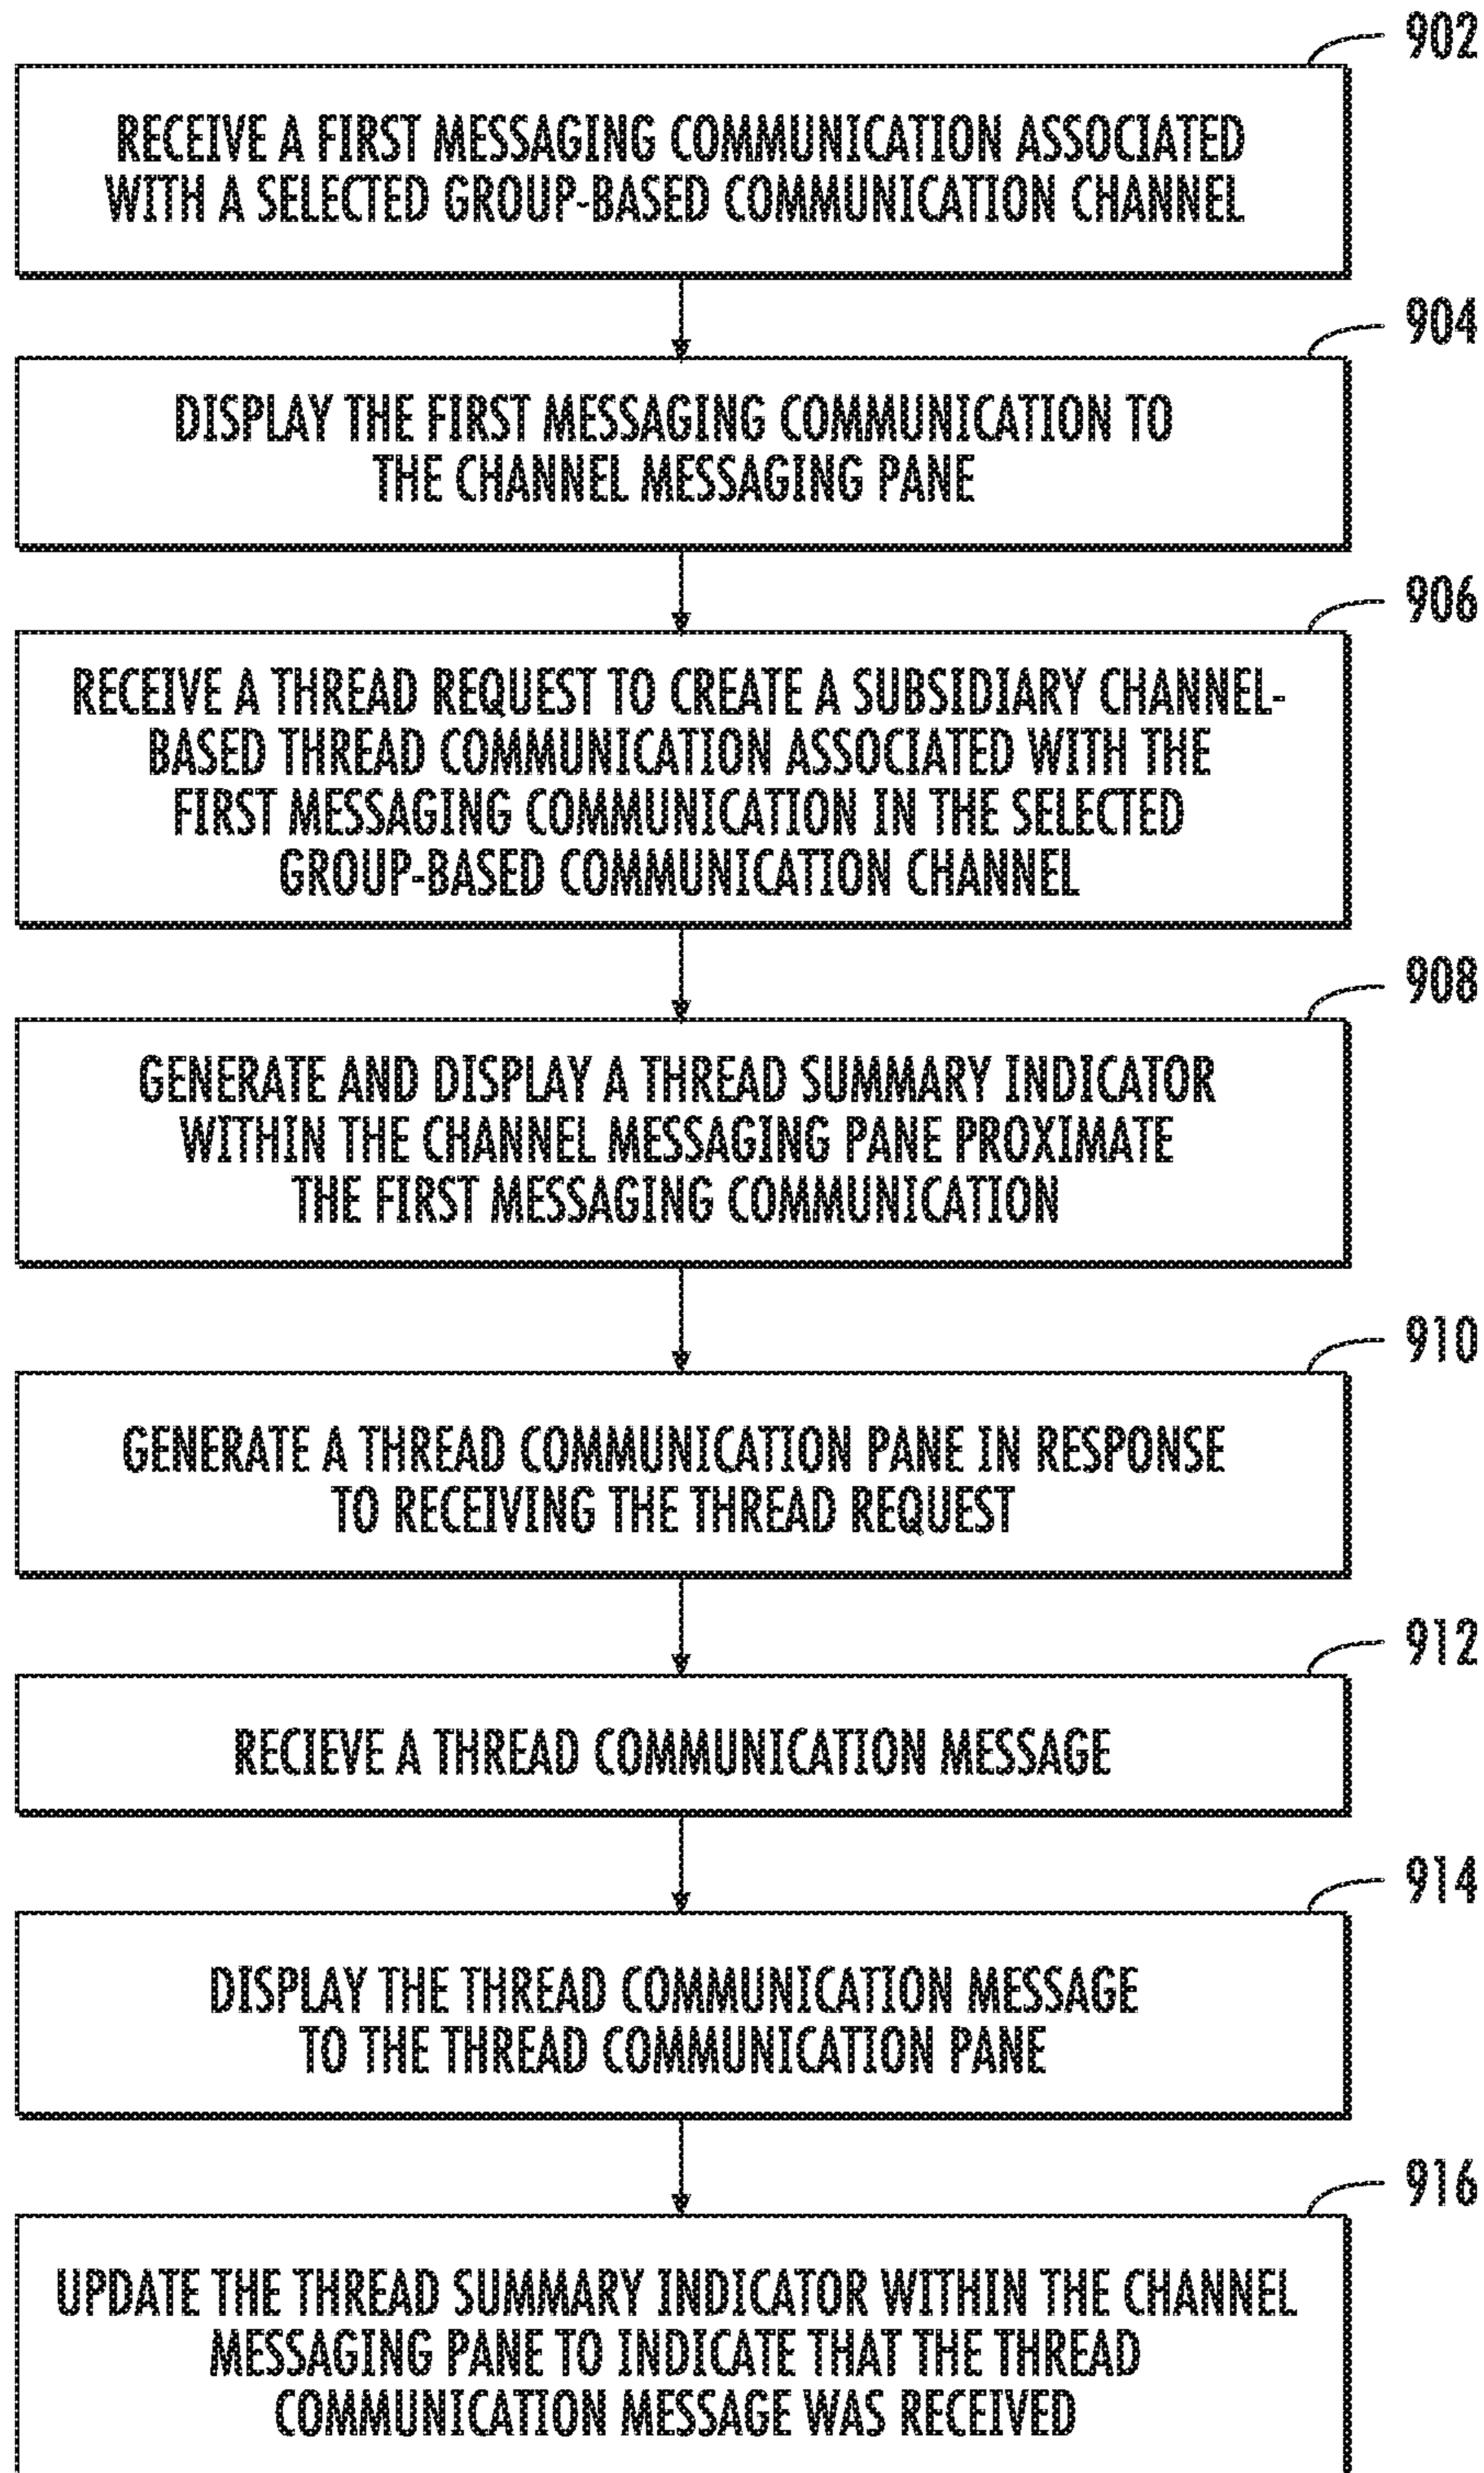 902
RECEIVE A FIRST MESSAGING COMMUNICATION ASSOCIATED
WITH A SELECTED GROUP-BASED COMMUNICATION CHANNEL
904
DISPLAY THE FIRST MESSAGING COMMUNICATION TO
THE CHANNEL MESSAGING PANE
906
RECEIVE A THREAD REQUEST TO CREATE A SUBSIDIARY CHANNEL-
BASED THREAD COMMUNICATION ASSOCIATED WITH THE
FIRST MESSAGING COMMUNICATION IN THE SELECTED
GROUP-BASED COMMUNICATION CHANNEL
908
GENERATE AND DISPLAY A THREAD SUMMARY INDICATOR
WITHIN THE CHANNEL MESSAGING PANE PROXIMATE
THE FIRST MESSAGING COMMUNICATION
910
GENERATE A THREAD COMMUNICATION PANE IN RESPONSE
TO RECEIVING THE THREAD REQUEST
912
RECIEVE A THREAD COMMUNICATION MESSAGE
914
DISPLAY THE THREAD COMMUNICATION MESSAGE
TO THE THREAD COMMUNICATION PANE
916
UPDATE THE THREAD SUMMARY INDICATOR WITHIN THE CHANNEL
MESSAGING PANE TO INDICATE THAT THE THREAD
COMMUNICATION MESSAGE WAS RECEIVED